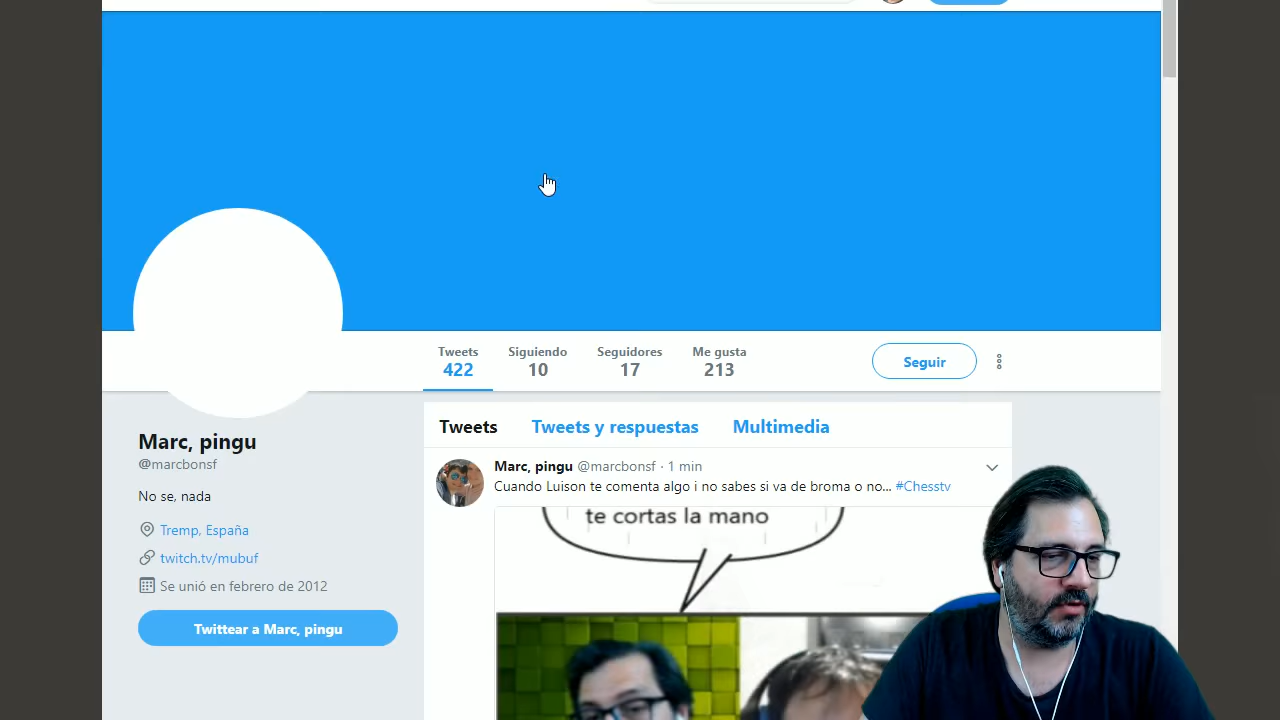 Tweets
422
Siguiendo
10
Seguidores
17
Me gusta
213
Seguir
Marc, pingu
@marcbonsf
No se, nada
Tremp, España
twitch.tv/mubuf
Se unió en febrero de 2012
Twittear a Marc, pingu
Tweets Tweets y respuestas Multimedia
Marc, pingu @marcbonsf · 1 min
Cuando Luison te comenta algo i no sabes si va de broma o no... #Chesstv
te cortas la mano